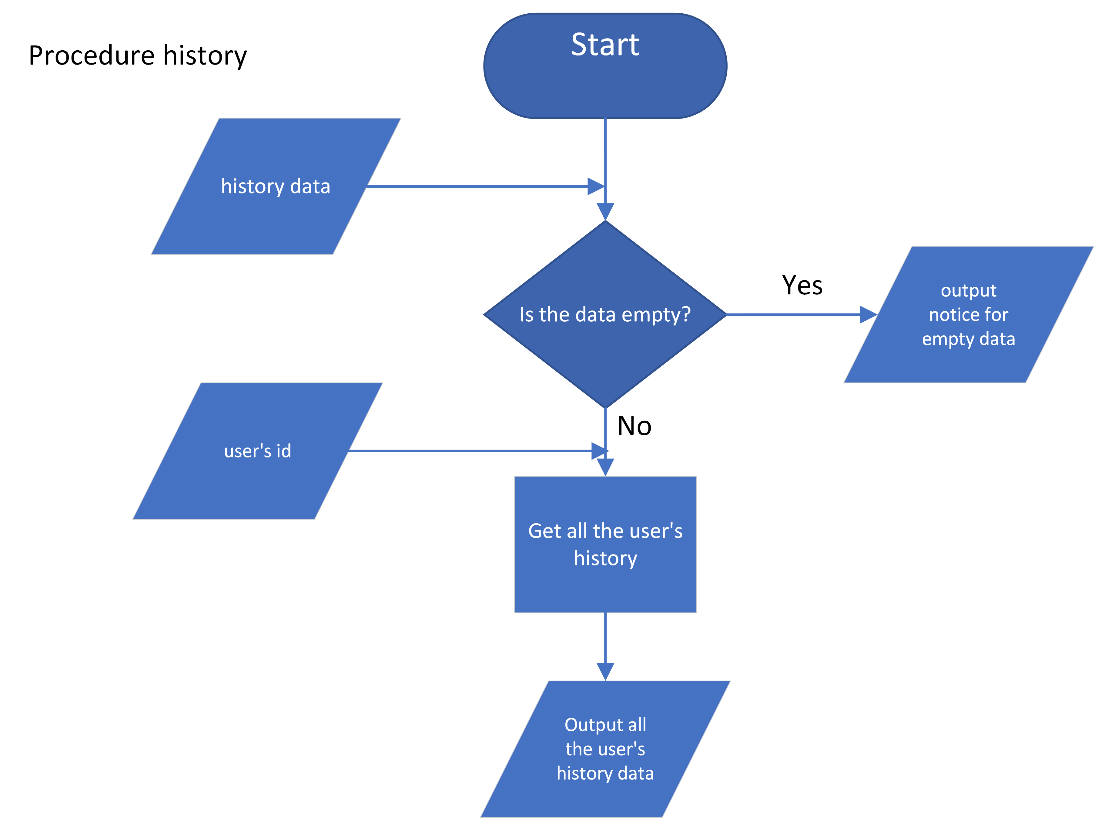 Procedure history
Start
history data
Is the data empty?
Yes
output
notice for
empty data
No
user's id
Get all the user's
history
Output all
the user's
history data